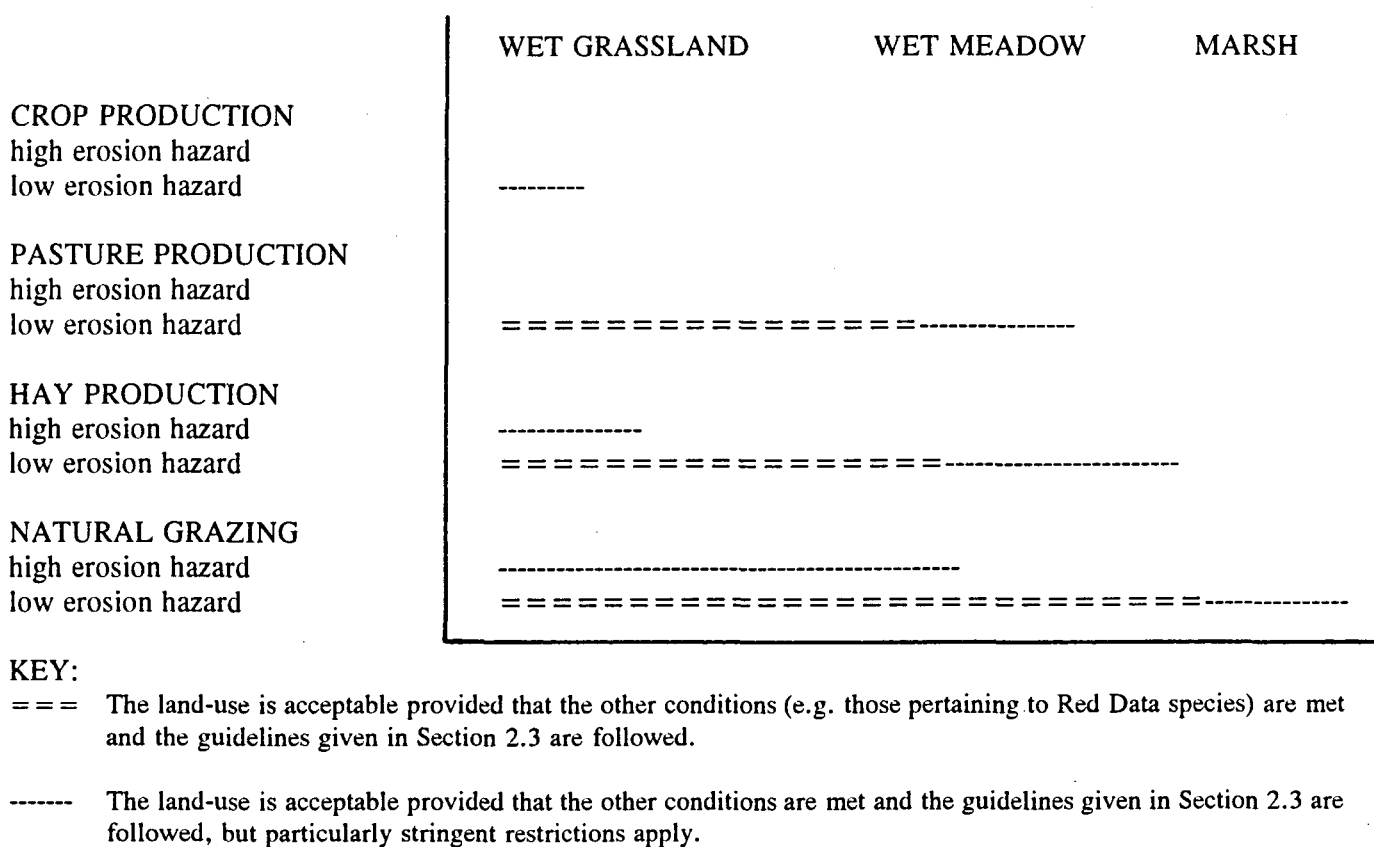 WET GRASSLAND WET MEADOW MARSH
CROP PRODUCTION
high erosion hazard
low erosion hazard ----------
PASTURE PRODUCTION
high erosion hazard
low erosion hazard ================----------------
HAY PRODUCTION
high erosion hazard ---------------
low erosion hazard =================------------------------
NATURAL GRAZING
high erosion hazard -----------------------------------------------
low erosion hazard ===========================---------------
KEY:
=== The land-use is acceptable provided that the other conditions (e.g. those pertaining to Red Data species) are met
and the guidelines given in Section 2.3 are followed.
------- The land-use is acceptable provided that the other conditions are met and the guidelines given in Section 2.3 are
followed, but particularly stringent restrictions apply.